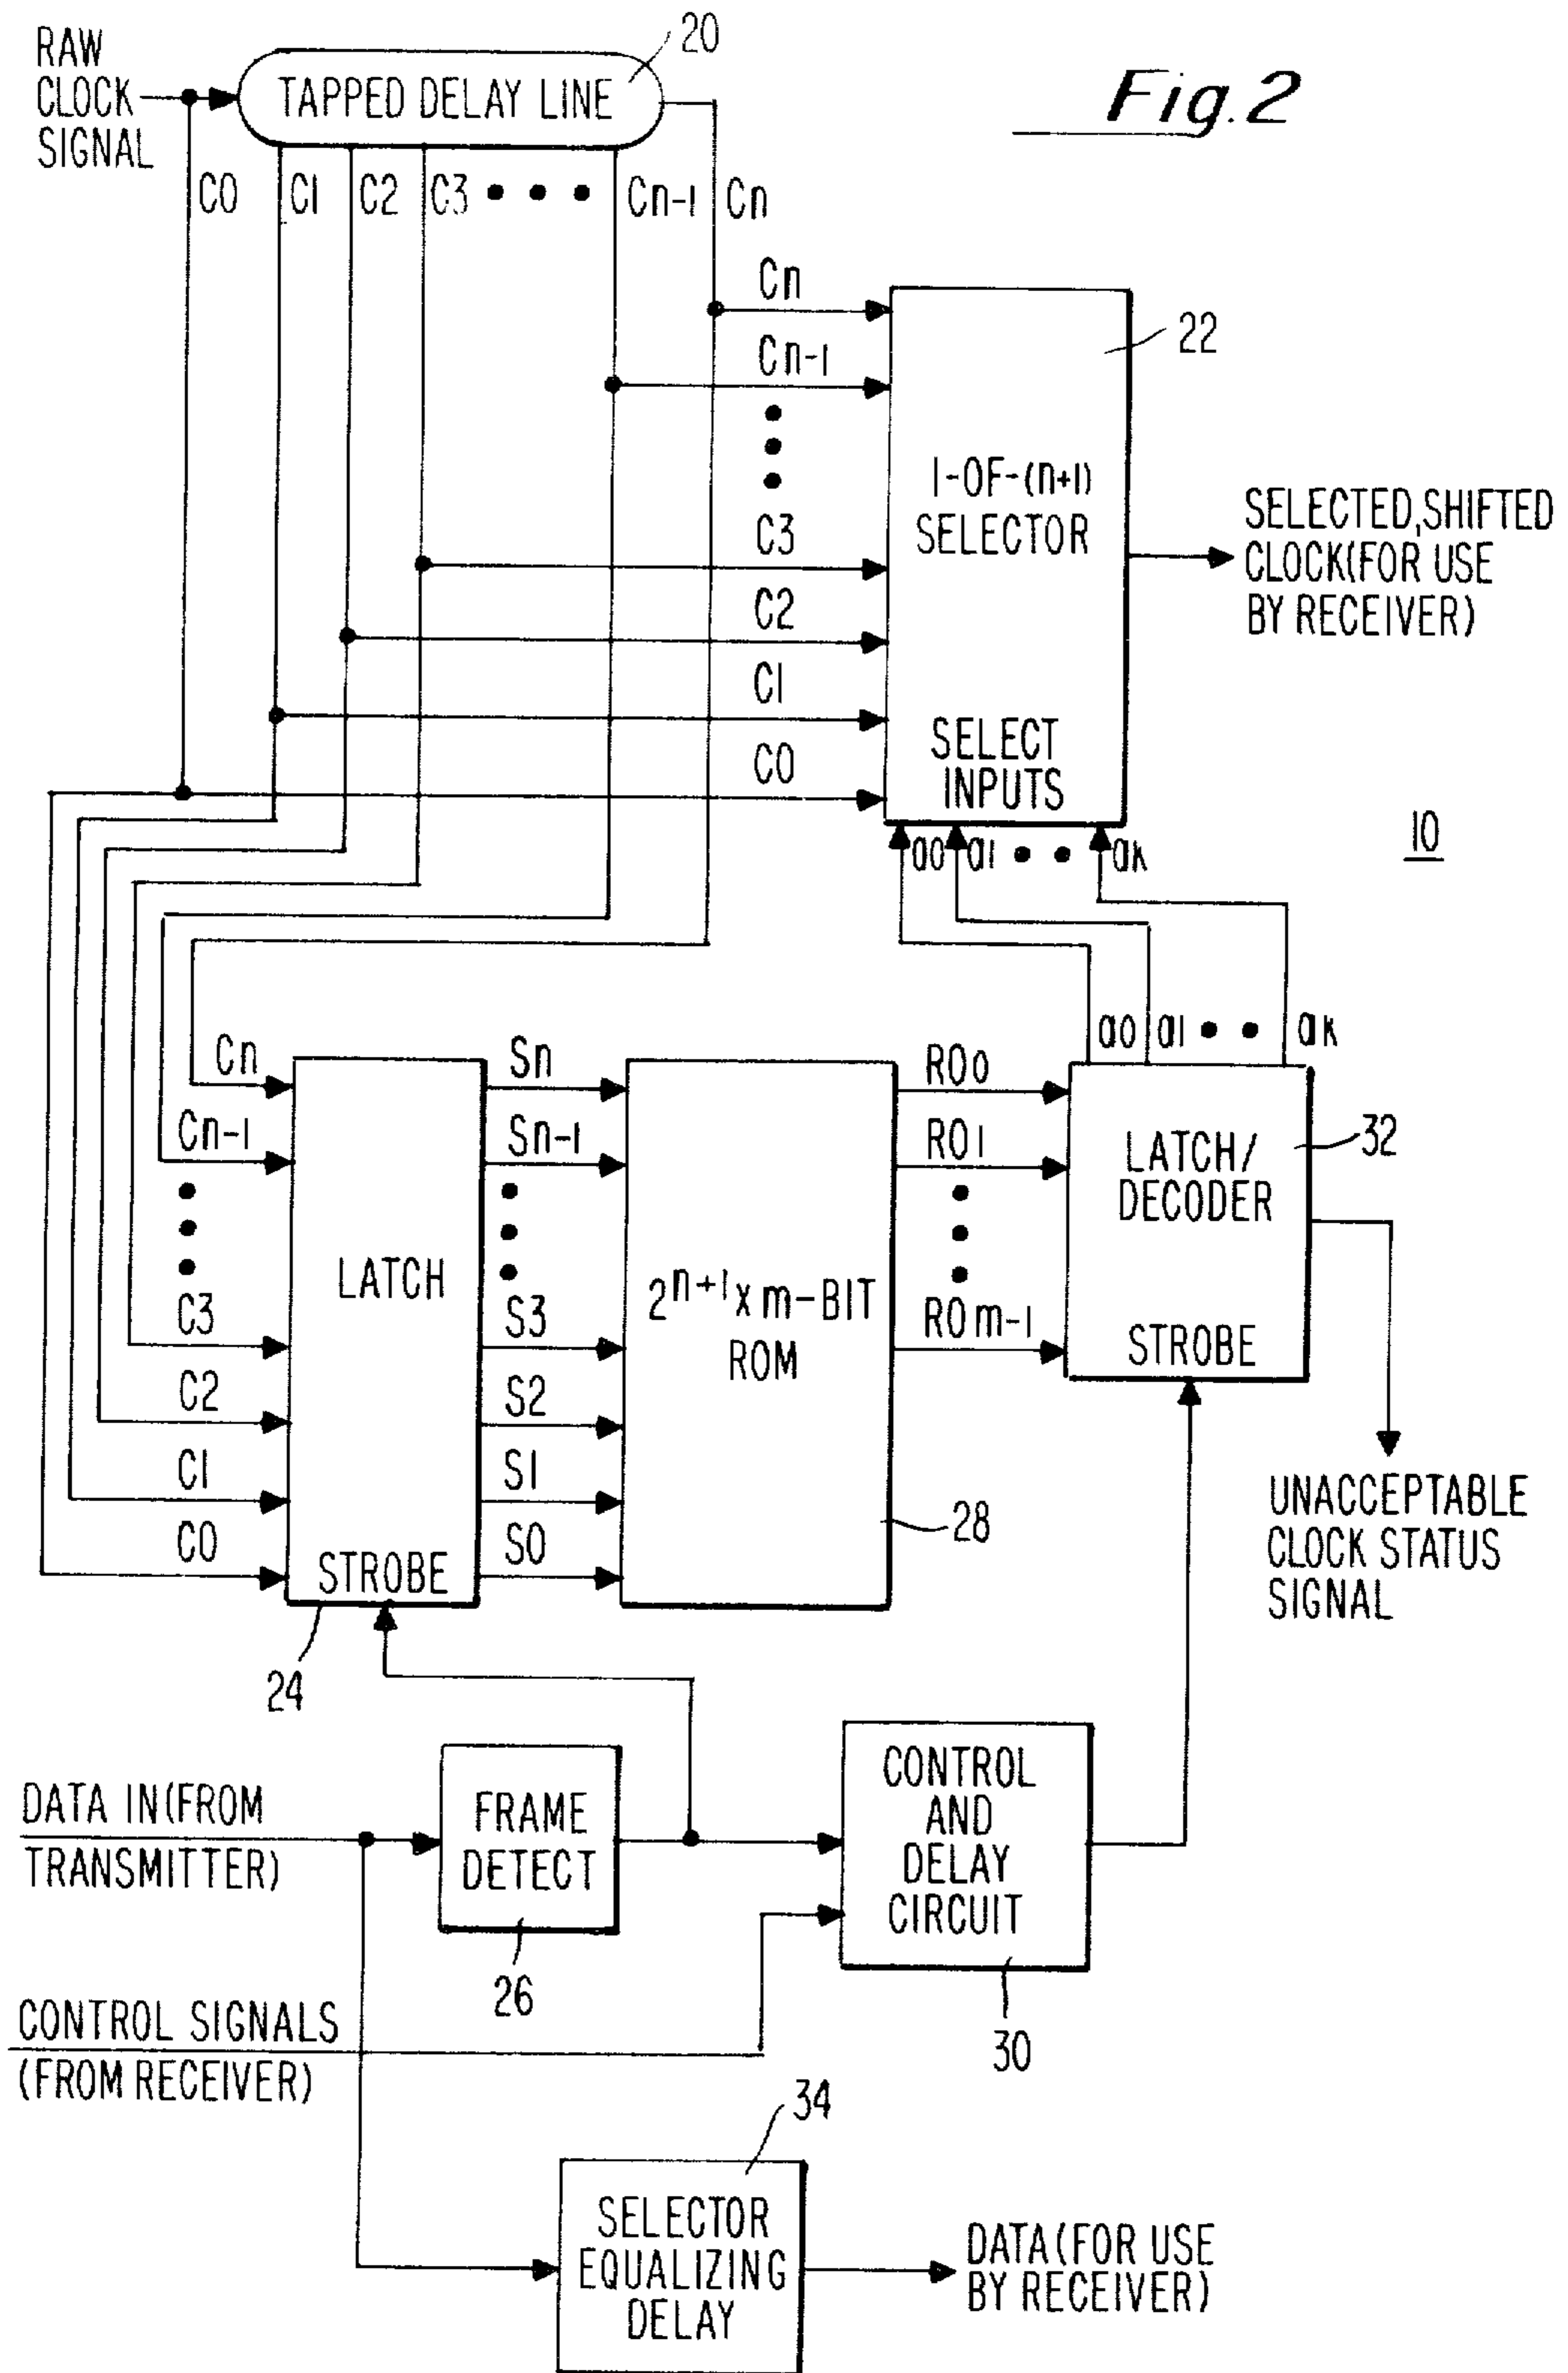 RAW
CLOCK
SIGNAL
TAPPED DELAY LINE
20
Fig.2
C0
C1
C2
C3 • • •
Cn-1
Cn
Cn
Cn-1
C3
C2
C1
C0
1-OF-(n+1)
SELECTOR
SELECT
INPUTS
22
SELECTED,SHIFTED
CLOCK(FOR USE
BY RECEIVER)
a0 a1 • • ak
10
a0 a1 • • ak
Cn
Cn-1
C3
C2
C1
C0
LATCH
STROBE
24
Sn
Sn-1
S3
S2
S1
S0
2n+1 x m-BIT
ROM
28
RO0
RO1
ROm-1
LATCH/
DECODER
STROBE
32
UNACCEPTABLE
CLOCK STATUS
SIGNAL
DATA IN(FROM
TRANSMITTER)
FRAME
DETECT
26
CONTROL
AND
DELAY
CIRCUIT
30
CONTROL SIGNALS
(FROM RECEIVER)
34
SELECTOR
EQUALIZING
DELAY
DATA(FOR USE
BY RECEIVER)